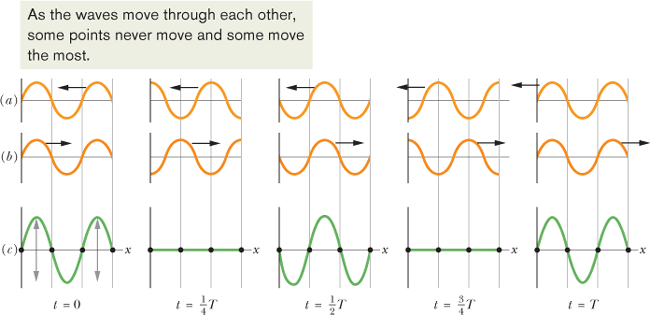 As the waves move through each other,
some points never move and some move
the most.
(a)
(b)
(c) x x x x x
t = 0 t = 1/4 T t = 1/2 T t = 3/4 T t = T